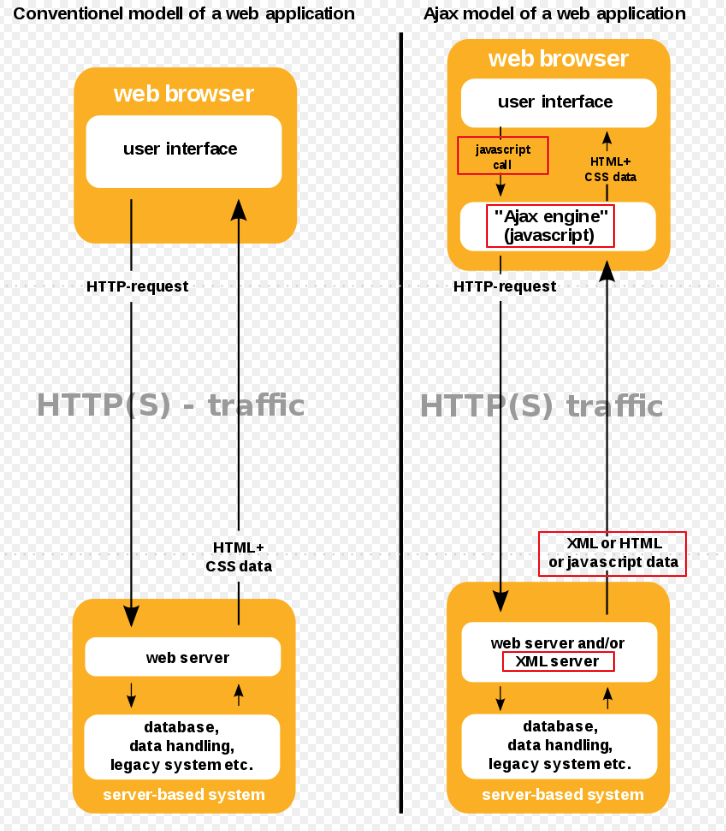 Conventionel modell of a web application
web browser
user interface
HTTP-request
HTTP(S) - traffic
HTML+
CSS data
web server
database,
data handling,
legacy system etc.
server-based system
Ajax model of a web application
web browser
user interface
javascript
call
HTML+
CSS data
"Ajax engine"
(javascript)
HTTP-request
HTTP(S) traffic
XML or HTML
or javascript data
web server and/or
XML server
database,
data handling,
legacy system etc.
server-based system